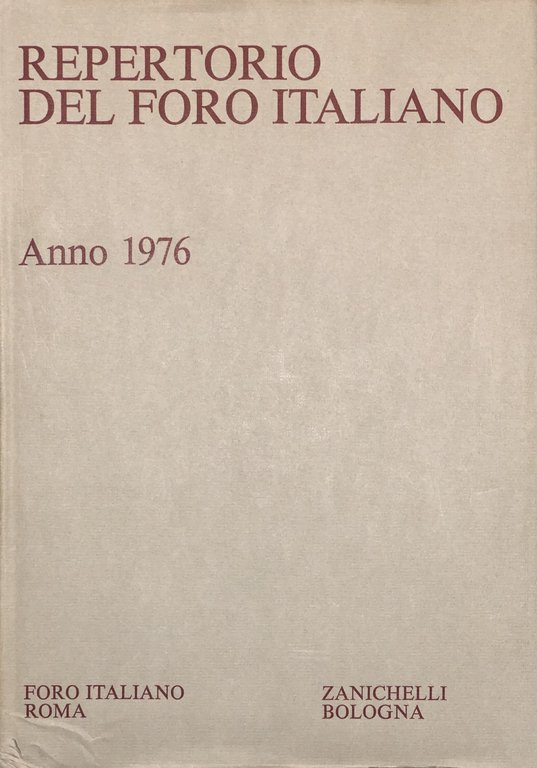 REPERTORIO
DEL FORO ITALIANO
Anno 1976
FORO ITALIANO
ROMA
ZANICHELLI
BOLOGNA